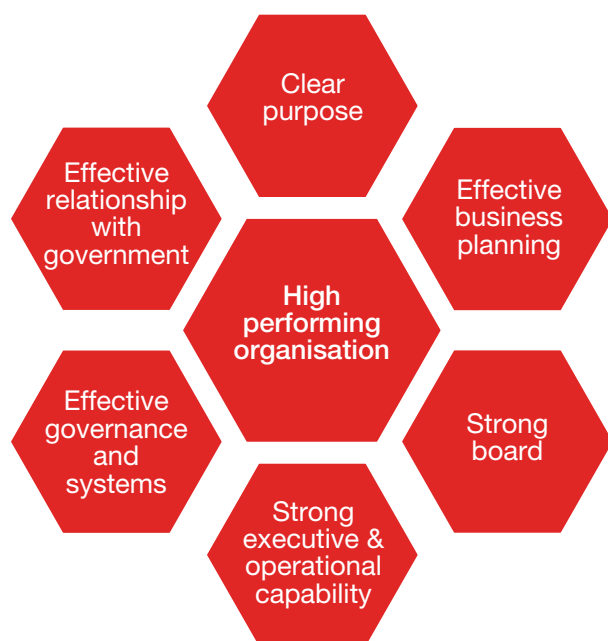 Clear
purpose
Effective
relationship
with
government
Effective
business
planning
High
performing
organisation
Effective
governance
and
systems
Strong
board
Strong
executive &
operational
capability